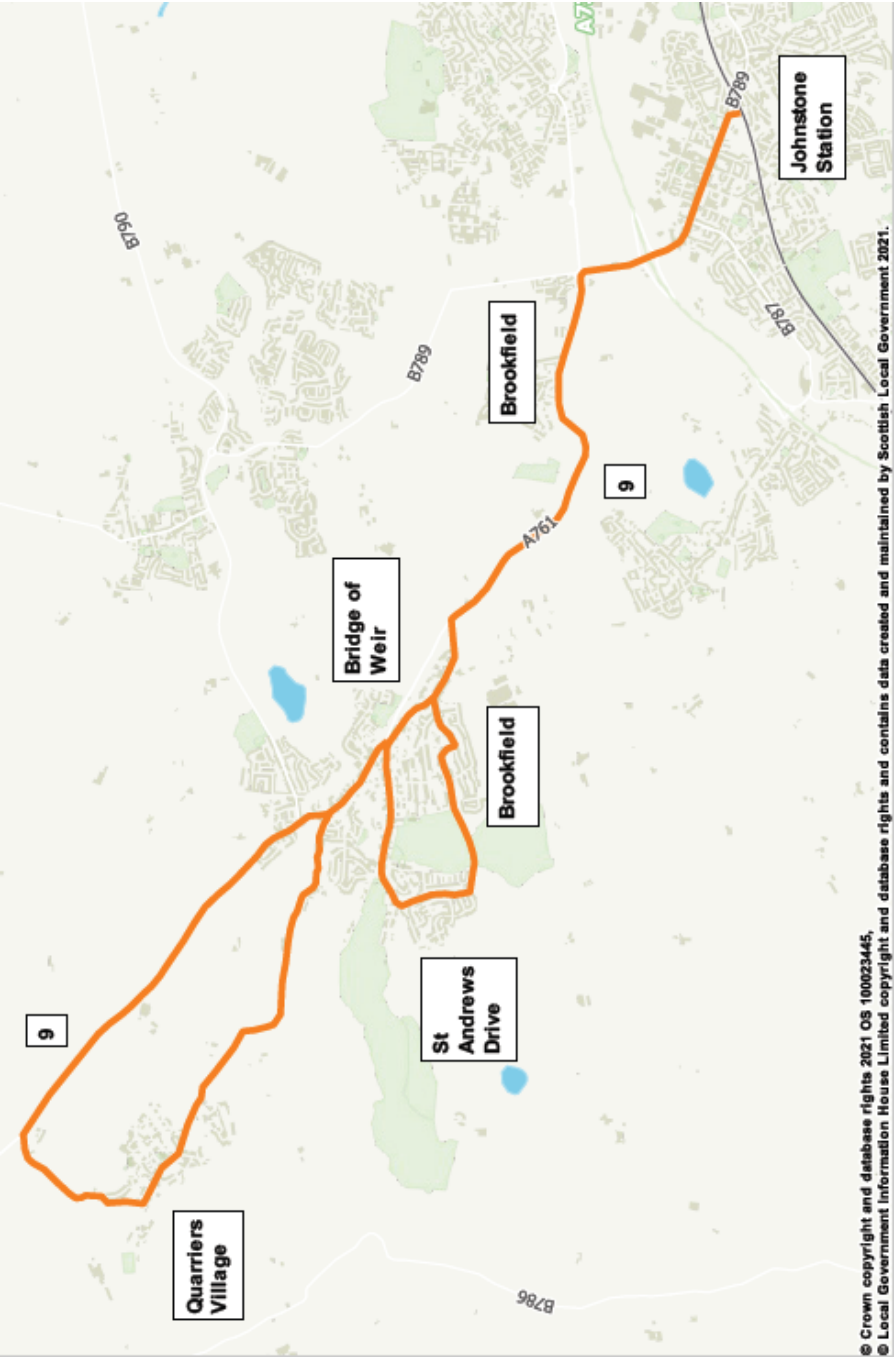 9
B790
Quarriers
Village
Bridge of
Weir
B789
St
Andrews
Drive
Brookfield
Brookfield
B786
A761
9
B789
B787
Johnstone
Station
© Crown copyright and database rights 2021 OS 100023445,
© Local Government Information House Limited copyright and database rights and contains data created and maintained by Scottish Local Government 2021.